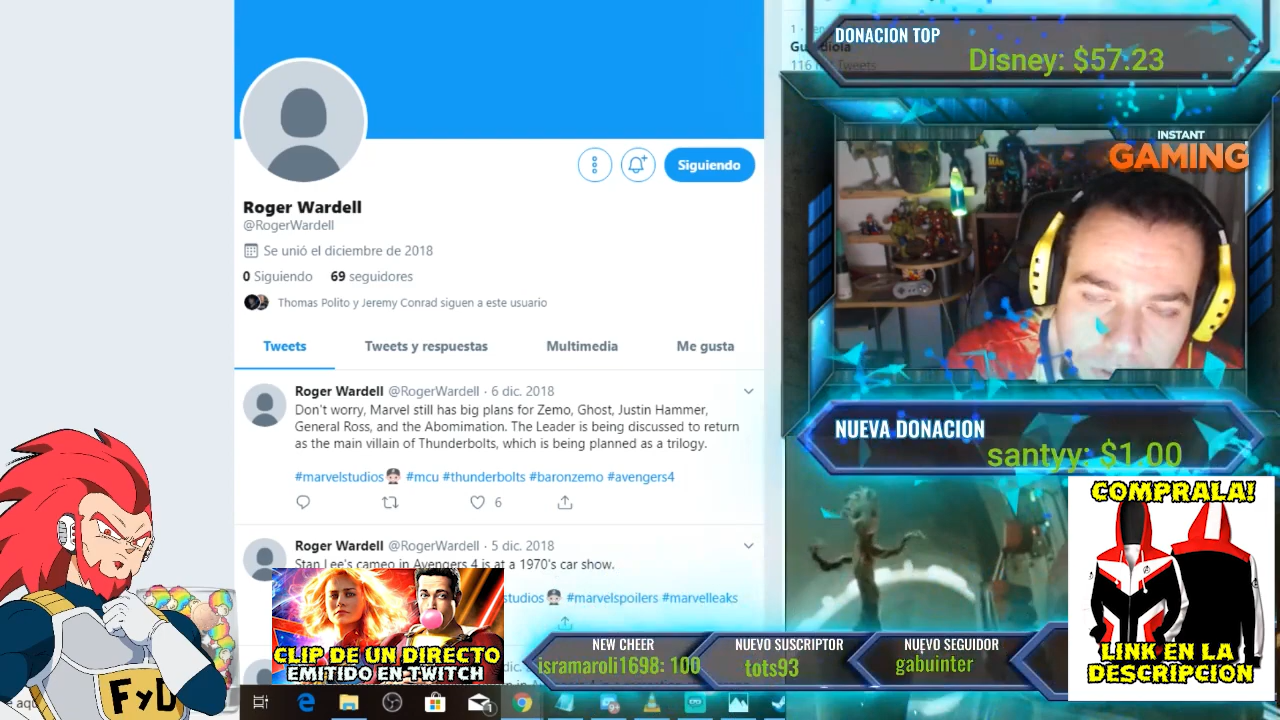 Siguiendo
Roger Wardell
@RogerWardell
Se unió el diciembre de 2018
0 Siguiendo 69 seguidores
Thomas Polito y Jeremy Conrad siguen a este usuario
Tweets Tweets y respuestas Multimedia Me gusta
Roger Wardell @RogerWardell · 6 dic. 2018
Don't worry, Marvel still has big plans for Zemo, Ghost, Justin Hammer,
General Ross, and the Abomimation. The Leader is being discussed to return
as the main villain of Thunderbolts, which is being planned as a trilogy.
#marvelstudios #mcu #thunderbolts #baronzemo #avengers4
6
Roger Wardell @RogerWardell · 5 dic. 2018
Stan Lee's cameo in Avengers 4 is at a 1970's car show.
studios #marvelspoilers #marvelleaks
CLIP DE UN DIRECTO
EMITIDO EN TWITCH
FyD
DONACION TOP
Disney: $57.23
Tweets
INSTANT
GAMING
NUEVA DONACION
santyy: $1.00
COMPRALA!
LINK EN LA
DESCRIPCION
NEW CHEER
isramaroli1698: 100
NUEVO SUSCRIPTOR
tots93
NUEVO SEGUIDOR
gabuinter
1